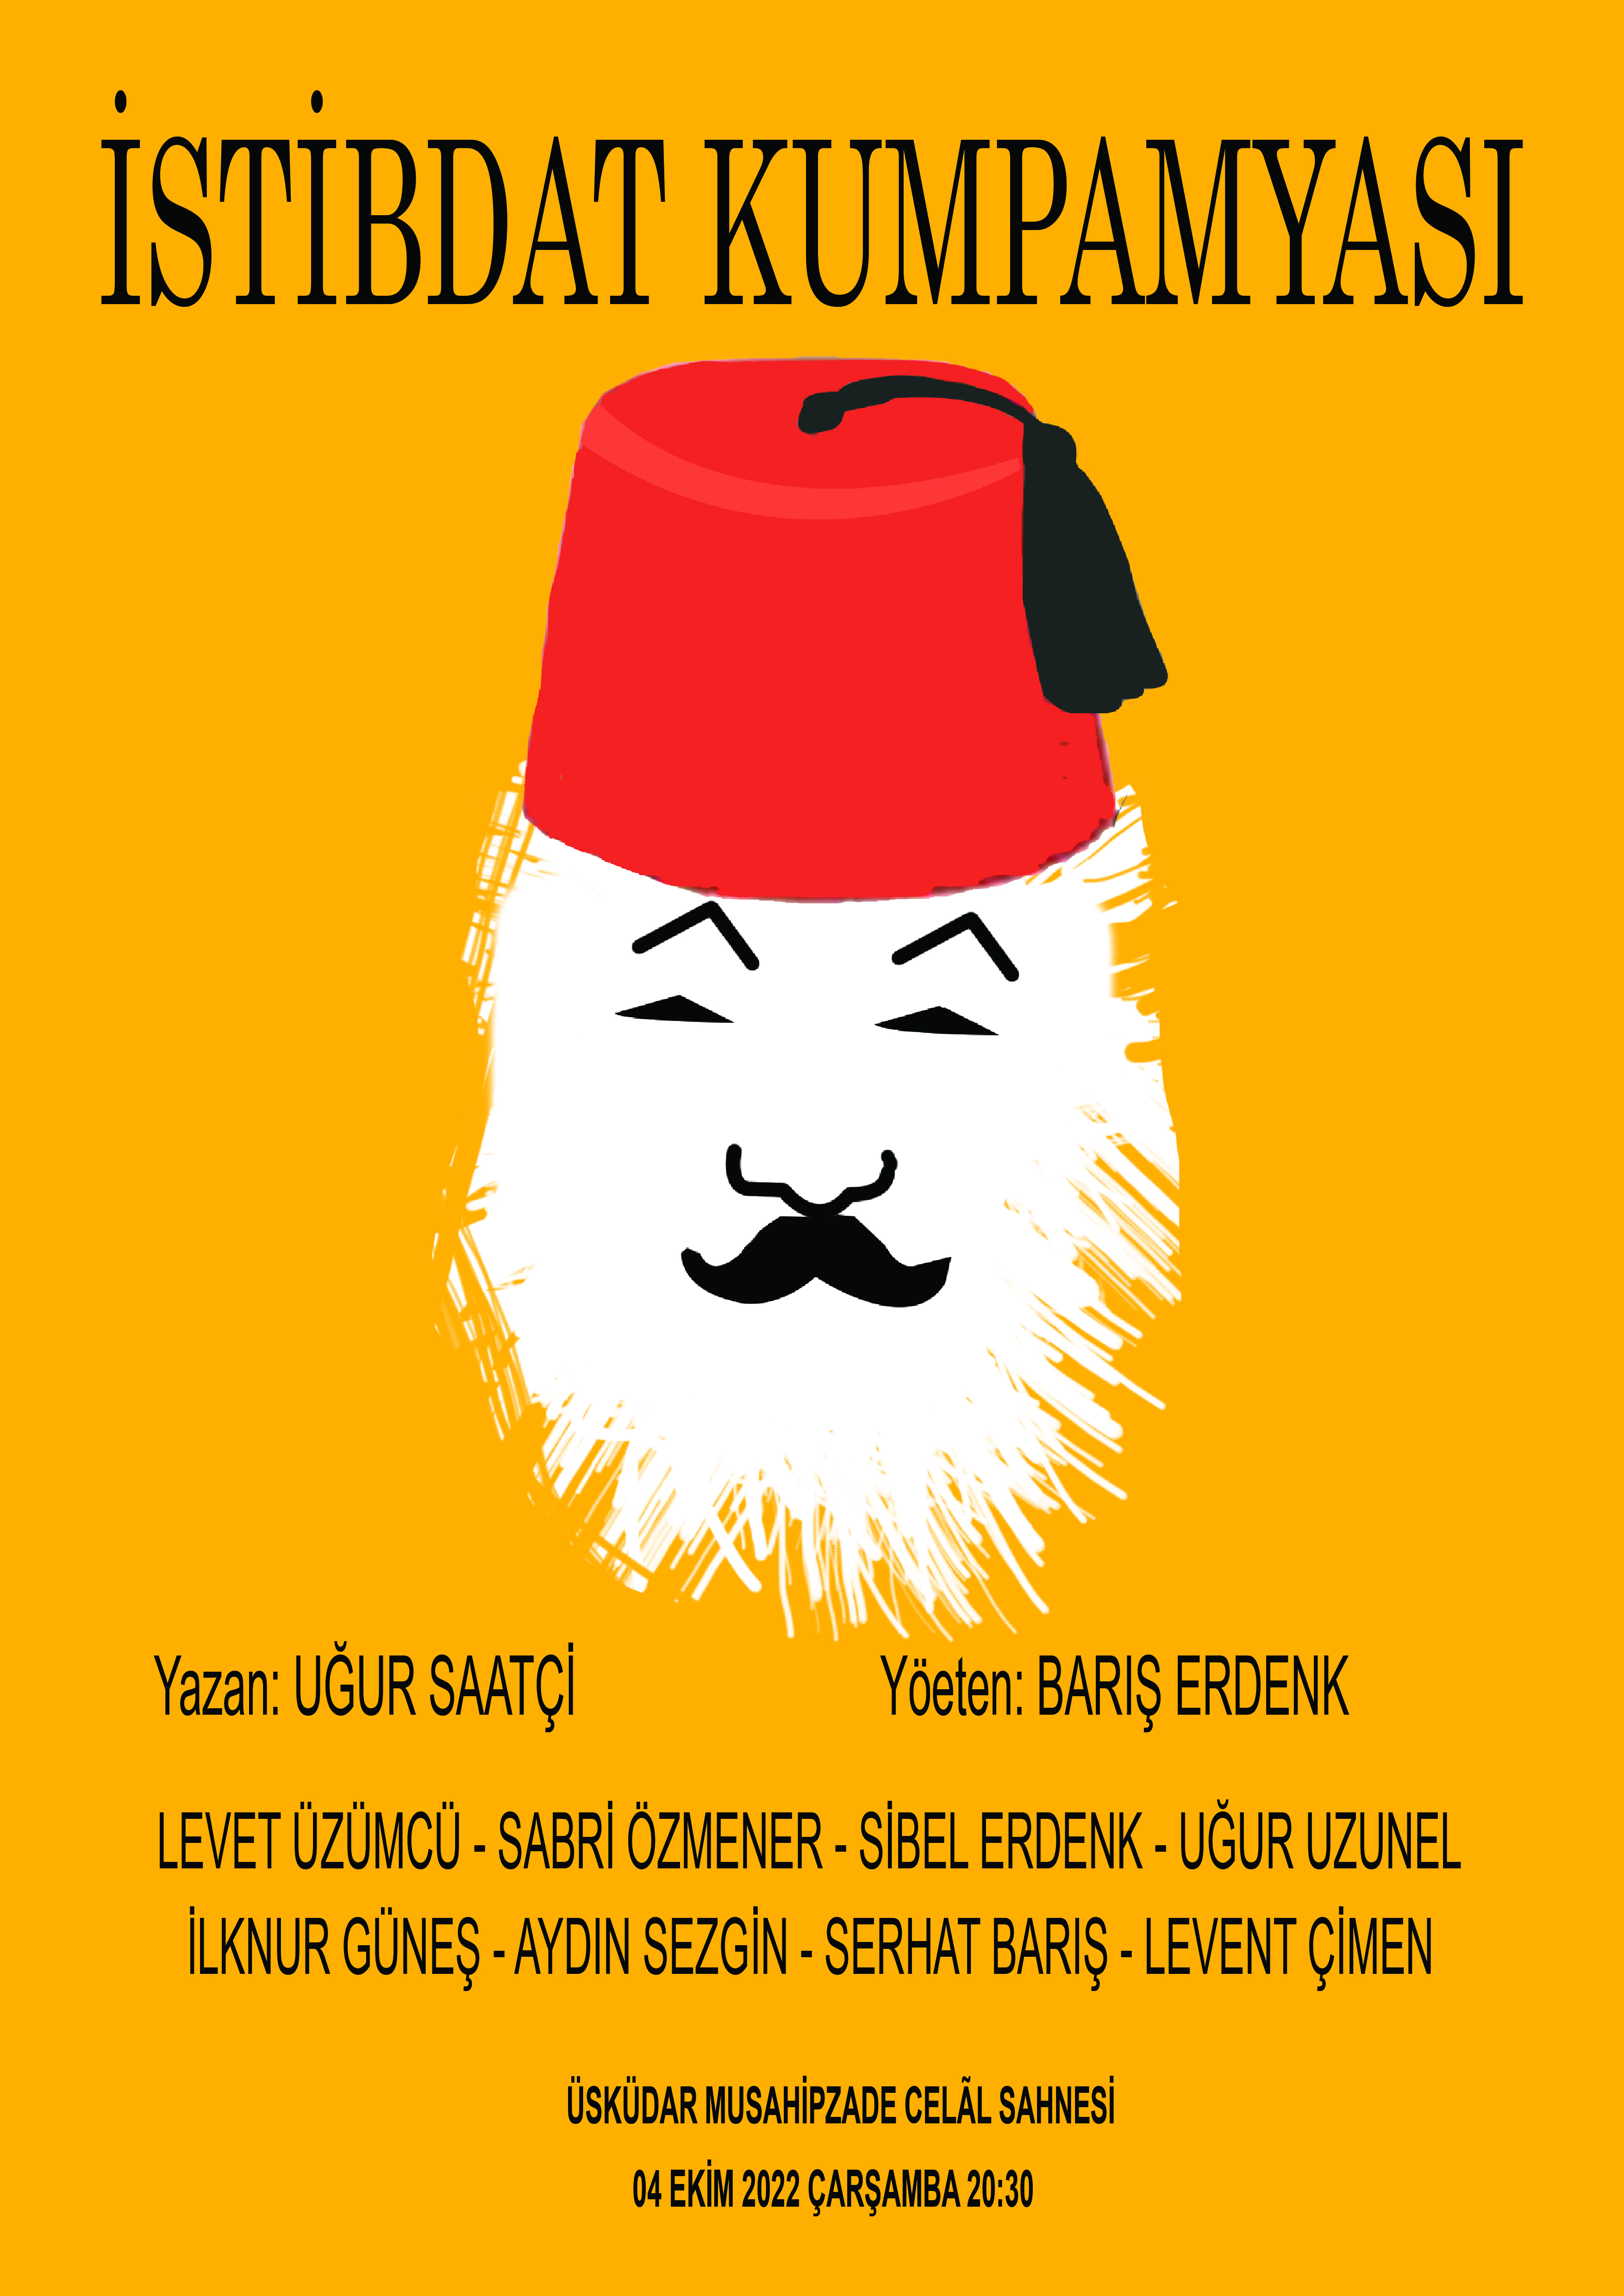 İSTİBDAT KUMPAMYASI
Yazan: UĞUR SAATÇİ Yöeten: BARIŞ ERDENK
LEVET ÜZÜMCÜ - SABRİ ÖZMENER - SİBEL ERDENK - UĞUR UZUNEL
İLKNUR GÜNEŞ - AYDIN SEZGİN - SERHAT BARIŞ - LEVENT ÇİMEN
ÜSKÜDAR MUSAHİPZADE CELÃL SAHNESİ
04 EKİM 2022 ÇARŞAMBA 20:30